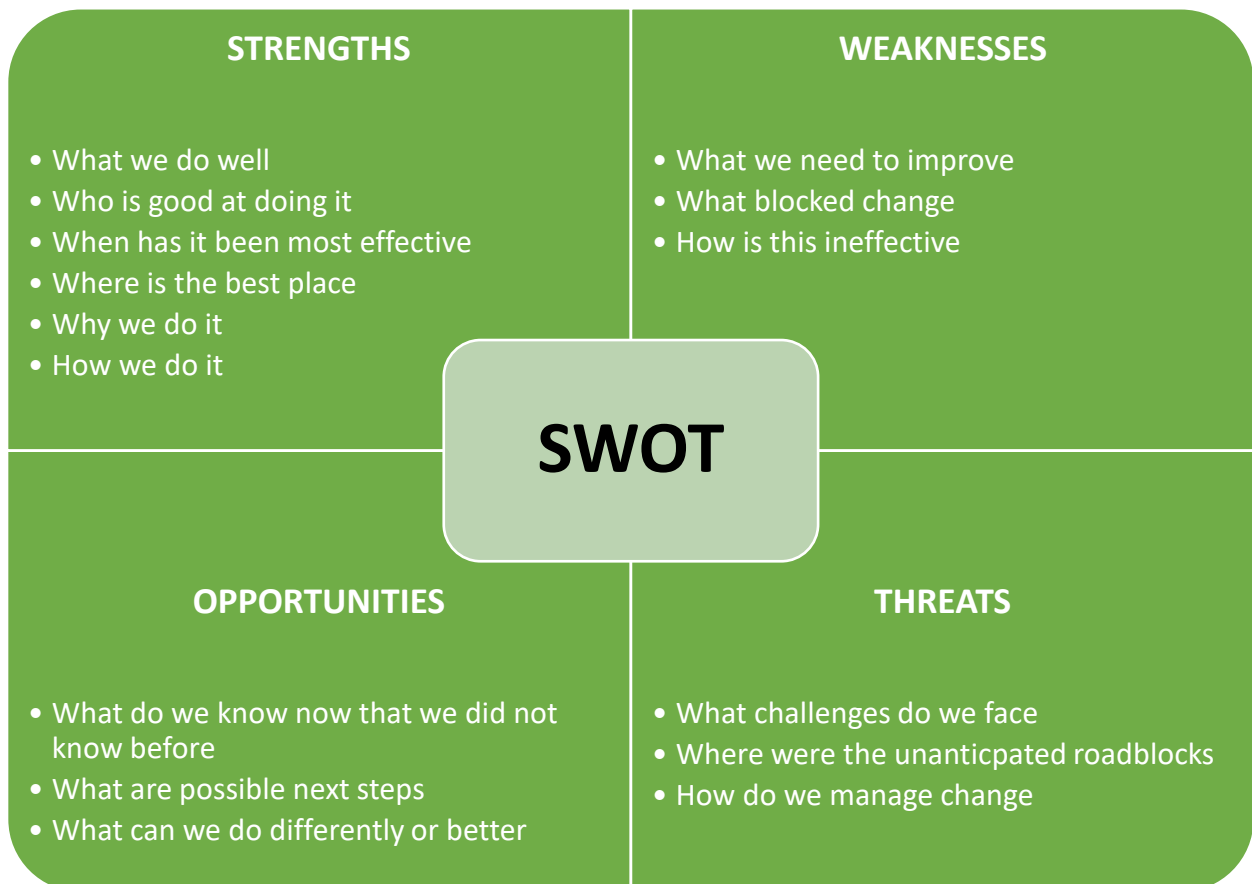 STRENGTHS
• What we do well
• Who is good at doing it
• When has it been most effective
• Where is the best place
• Why we do it
• How we do it
WEAKNESSES
• What we need to improve
• What blocked change
• How is this ineffective
SWOT
OPPORTUNITIES
• What do we know now that we did not
know before
• What are possible next steps
• What can we do differently or better
THREATS
• What challenges do we face
• Where were the unanticpated roadblocks
• How do we manage change